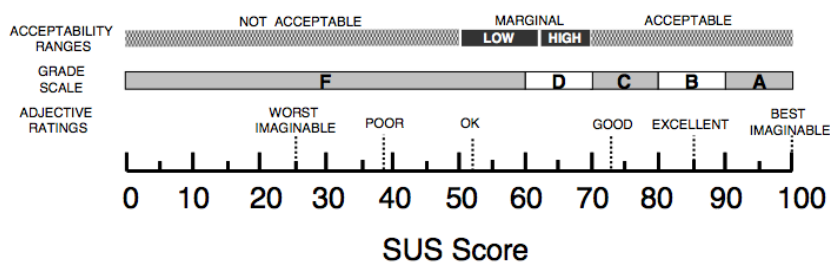 NOT ACCEPTABLE MARGINAL ACCEPTABLE
ACCEPTABILITY
RANGES
LOW HIGH
GRADE
SCALE
F D C B A
ADJECTIVE
RATINGS
WORST
IMAGINABLE
POOR
OK
GOOD
EXCELLENT
BEST
IMAGINABLE
0 10 20 30 40 50 60 70 80 90 100
SUS Score